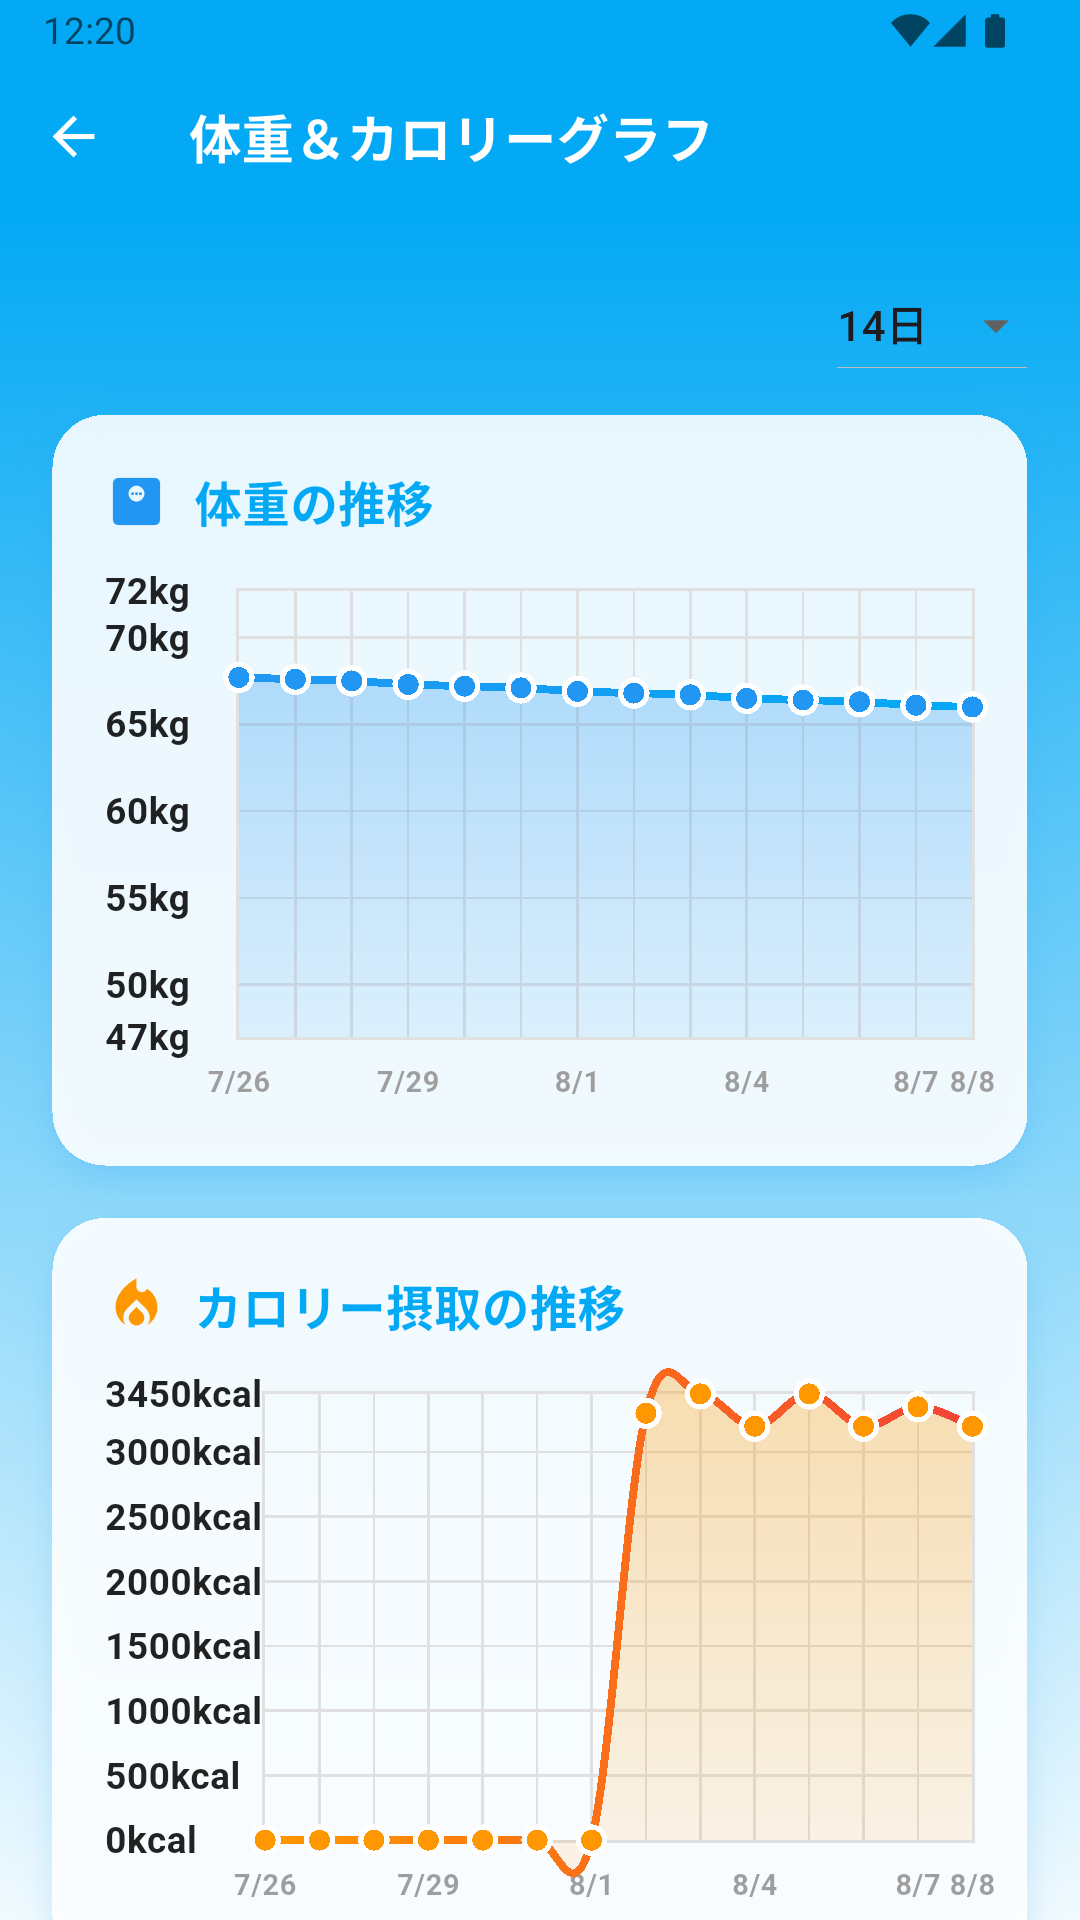 12:20
体重＆カロリーグラフ
14日
体重の推移
72kg
70kg
65kg
60kg
55kg
50kg
47kg
7/26 7/29 8/1 8/4 8/7 8/8
カロリー摂取の推移
3450kcal
3000kcal
2500kcal
2000kcal
1500kcal
1000kcal
500kcal
0kcal
7/26 7/29 8/1 8/4 8/7 8/8